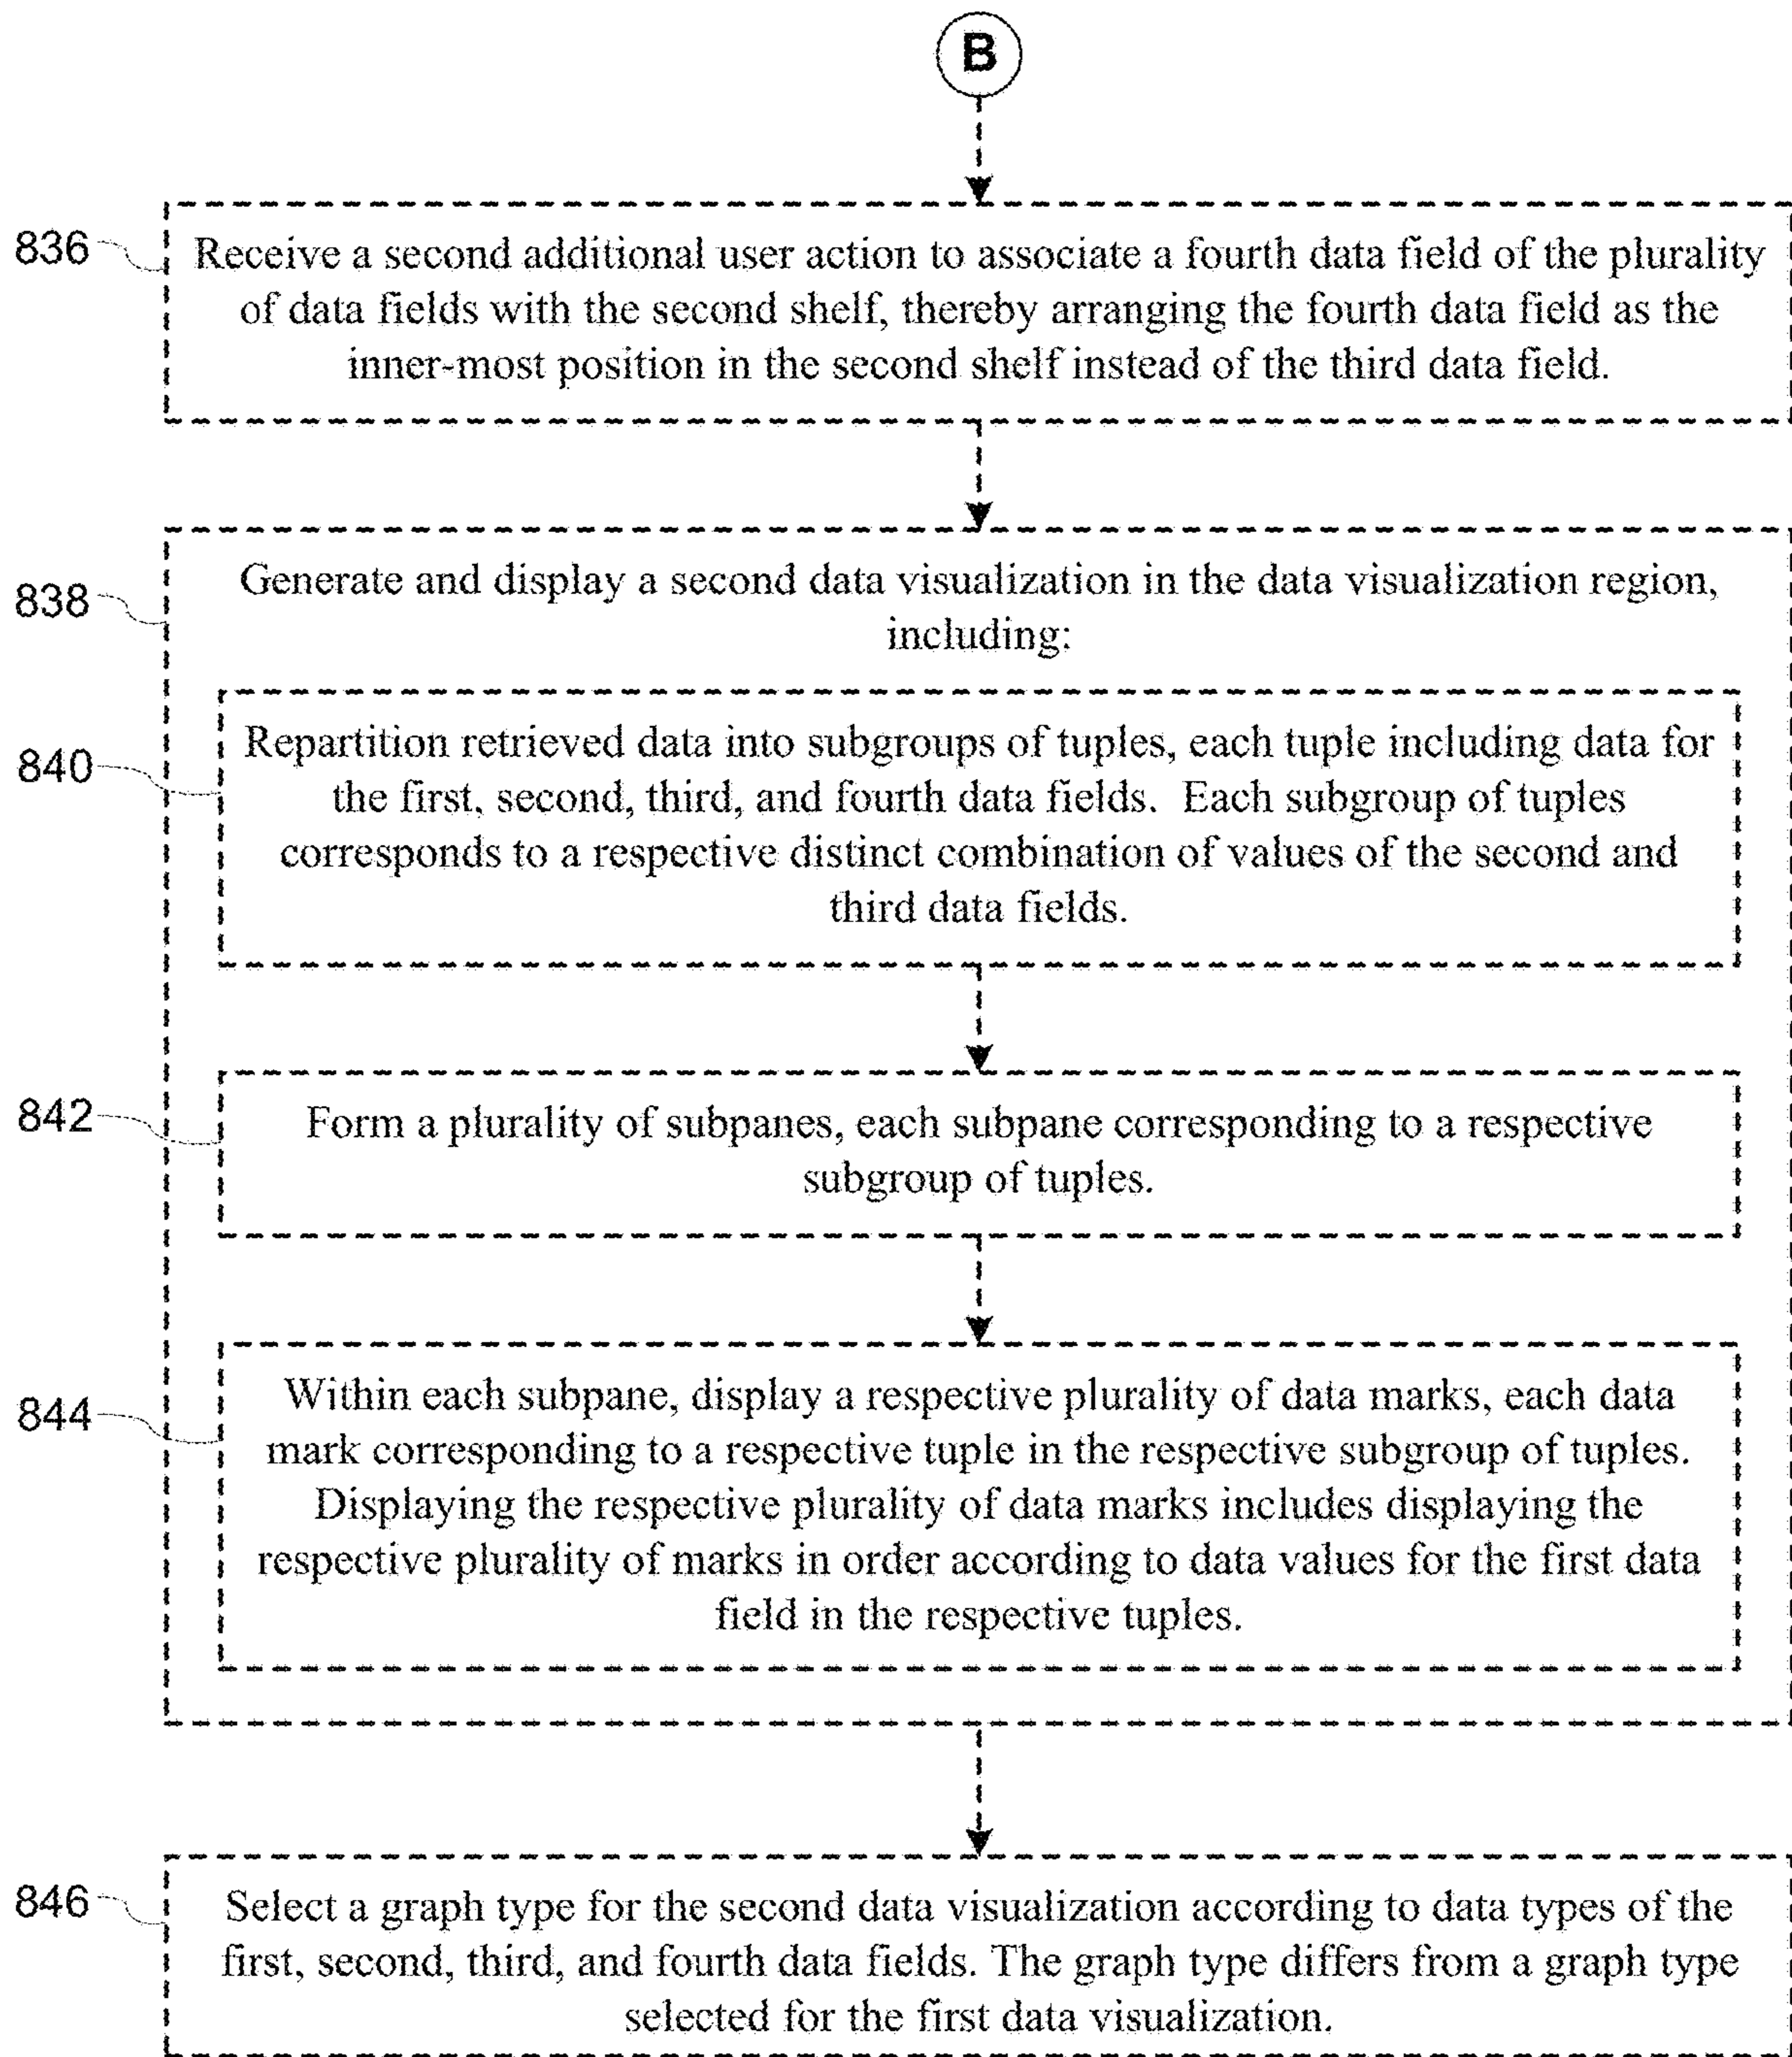 B
836
Receive a second additional user action to associate a fourth data field of the plurality
of data fields with the second shelf, thereby arranging the fourth data field as the
inner-most position in the second shelf instead of the third data field.
838
Generate and display a second data visualization in the data visualization region,
including:
840
Repartition retrieved data into subgroups of tuples, each tuple including data for
the first, second, third, and fourth data fields.  Each subgroup of tuples
corresponds to a respective distinct combination of values of the second and
third data fields.
842
Form a plurality of subpanes, each subpane corresponding to a respective
subgroup of tuples.
844
Within each subpane, display a respective plurality of data marks, each data
mark corresponding to a respective tuple in the respective subgroup of tuples.
Displaying the respective plurality of data marks includes displaying the
respective plurality of marks in order according to data values for the first data
field in the respective tuples.
846
Select a graph type for the second data visualization according to data types of the
first, second, third, and fourth data fields. The graph type differs from a graph type
selected for the first data visualization.